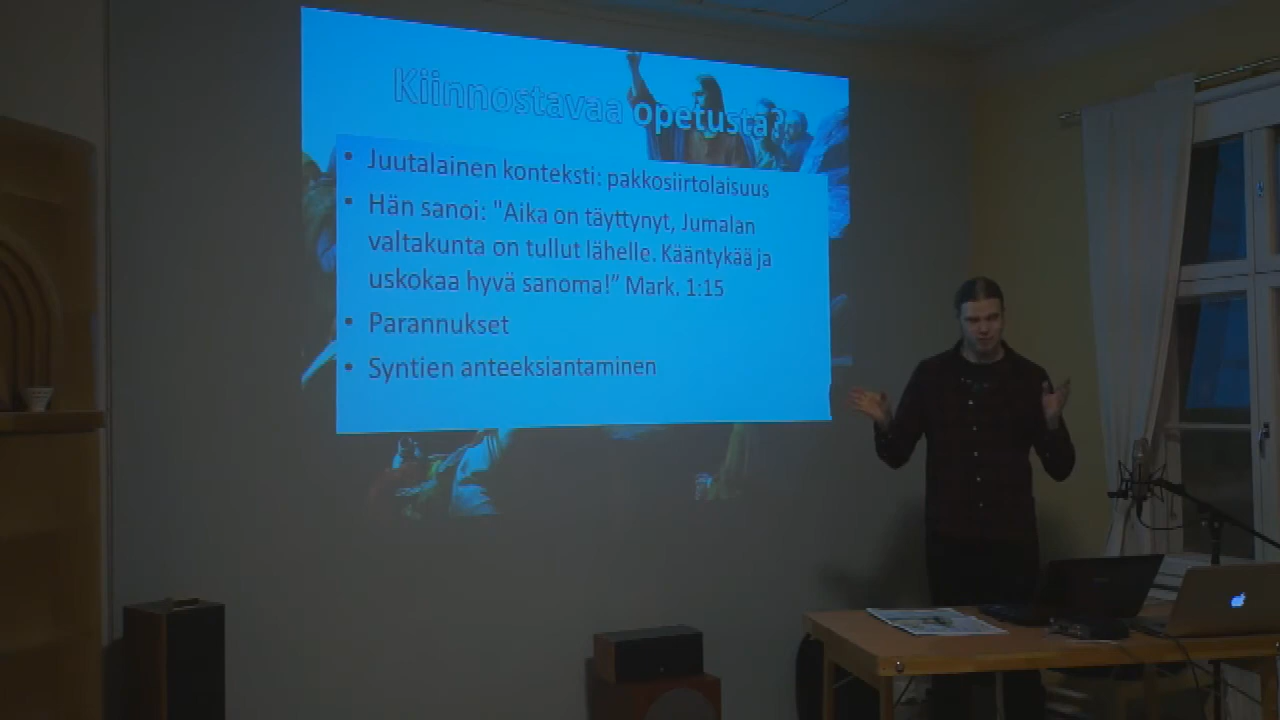 Kiinnostavaa opetusta?
• Juutalainen konteksti: pakkosiirtolaisuus
• Hän sanoi: "Aika on täyttynyt, Jumalan
valtakunta on tullut lähelle. Kääntykää ja
uskokaa hyvä sanoma!” Mark. 1:15
• Parannukset
• Syntien anteeksiantaminen